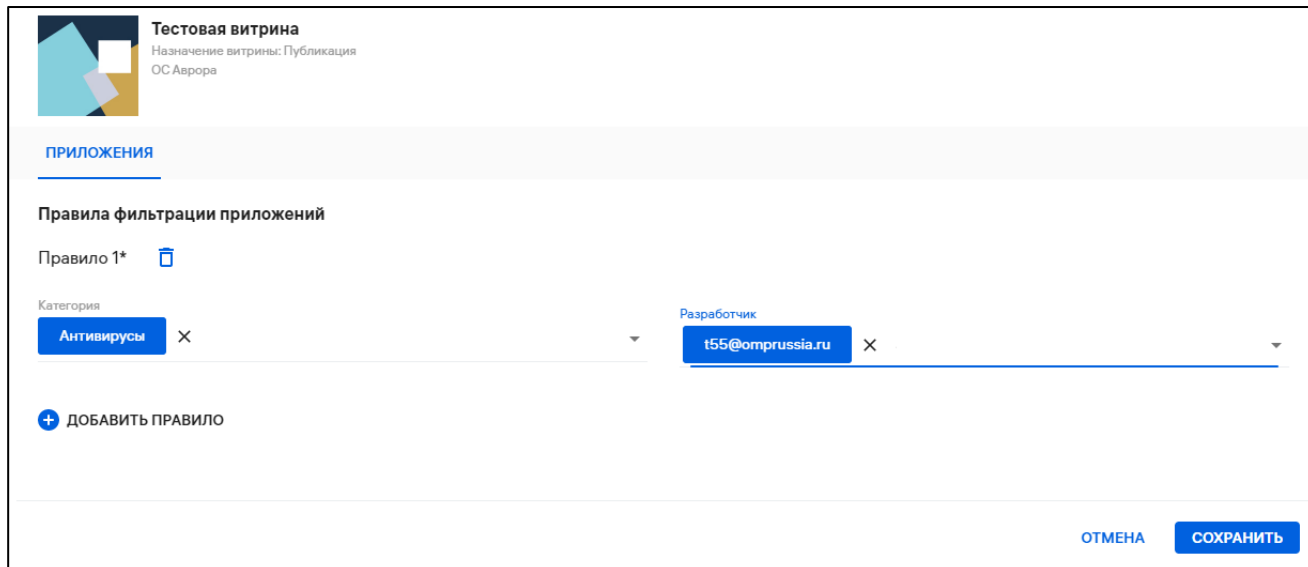 Тестовая витрина
Назначение витрины: Публикация
ОС Аврора
ПРИЛОЖЕНИЯ
Правила фильтрации приложений
Правило 1*
Категория
Антивирусы
Разработчик
t55@omprussia.ru
ДОБАВИТЬ ПРАВИЛО
ОТМЕНА СОХРАНИТЬ